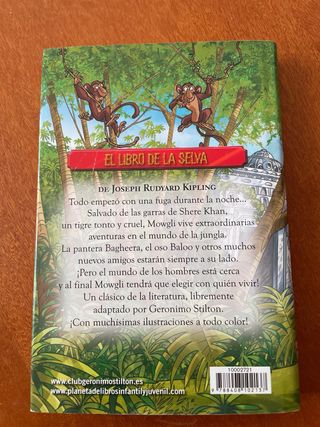 EL LIBRO DE LA SELVA
DE JOSEPH RUDYARD KIPLING
Todo empezó con una fuga durante la noche...
Salvado de las garras de Shere Khan,
un tigre tonto y cruel, Mowgli vive extraordinarias
aventuras en el mundo de la jungla.
La pantera Bagheera, el oso Baloo y otros muchos
nuevos amigos estarán siempre a su lado.
¡Pero el mundo de los hombres está cerca
y al final Mowgli tendrá que elegir con quién vivir!
Un clásico de la literatura, libremente
adaptado por Geronimo Stilton.
¡Con muchísimas ilustraciones a todo color!
10002721
www.clubgeronimostilton.es
www.planetadelibrosinfantilyjuvenil.com
9 788408 102137